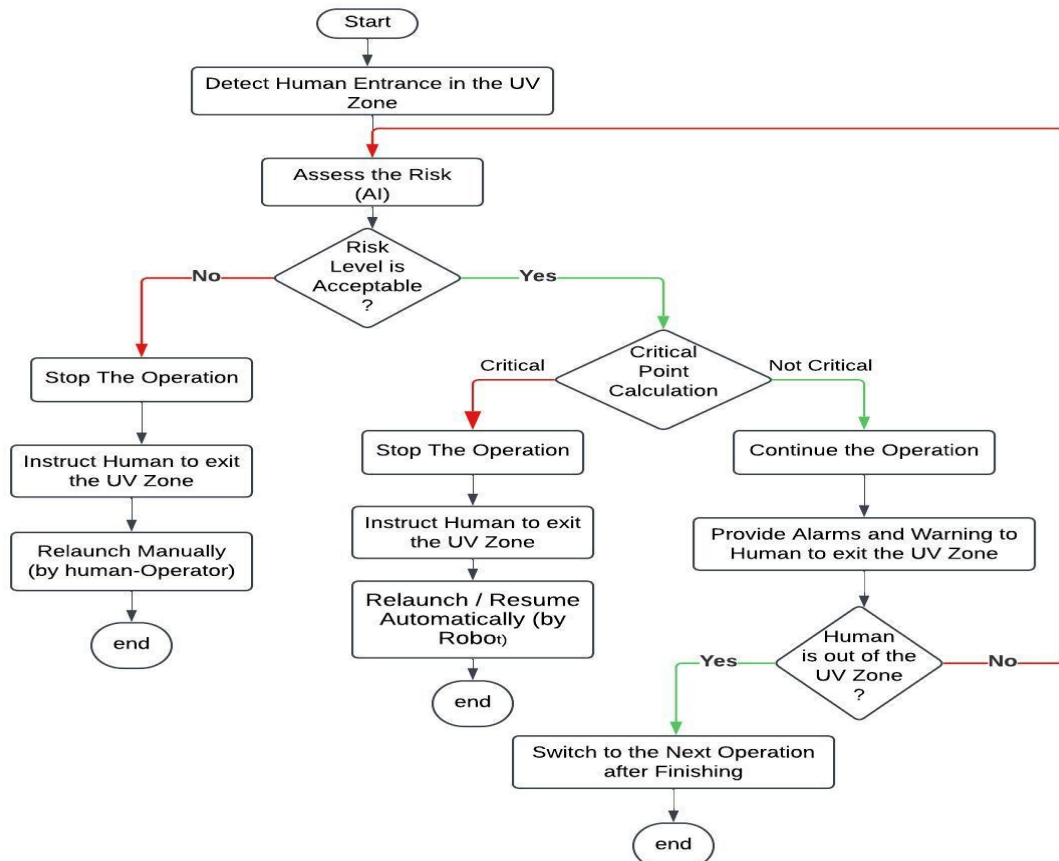 Start
Detect Human Entrance in the UV
Zone
Assess the Risk
(AI)
Risk
Level is
Acceptable
?
No
Yes
Critical
Point
Calculation
Critical
Not Critical
Stop The Operation
Instruct Human to exit
the UV Zone
Relaunch Manually
(by human-Operator)
end
Stop The Operation
Instruct Human to exit
the UV Zone
Relaunch / Resume
Automatically (by
Robot)
end
Continue the Operation
Provide Alarms and Warning to
Human to exit the UV Zone
Human
is out of the
UV Zone
?
Yes
No
Switch to the Next Operation
after Finishing
end